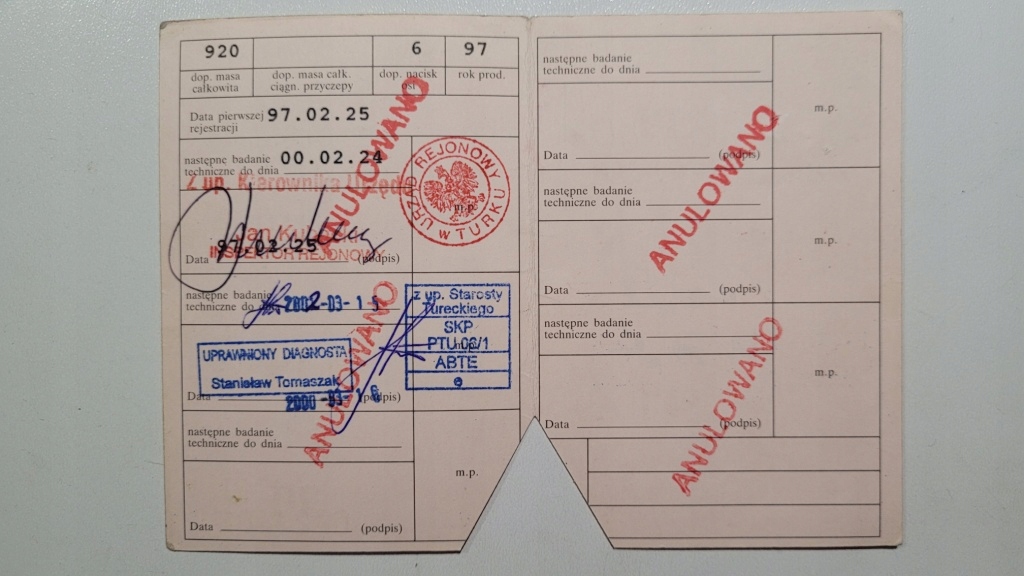 920 6 97
dop. masa całkowita
dop. masa całk. ciągn. przyczepy
dop. nacisk osi
rok prod.
Data pierwszej rejestracji 97.02.25
następne badanie
techniczne do dnia 00.02.24
Z up. Kierownika Urzędu
URZĄD REJONOWY w TURKU
m.p.
Jan
INSPEKTOR REJONOWY
Data 97.02.25 (podpis)
ANULOWANO
następne badanie
techniczne do dnia 2002-03-15
z up. Starosty
Tureckiego
SKP
PTU 06/1
ABTE
m.p.
UPRAWNIONY DIAGNOSTA
Stanisław Tomaszak
Data 2000-03-16 (podpis)
ANULOWANO
następne badanie
techniczne do dnia
m.p.
Data (podpis)
następne badanie
techniczne do dnia
m.p.
Data (podpis)
ANULOWANO
następne badanie
techniczne do dnia
m.p.
Data (podpis)
następne badanie
techniczne do dnia
m.p.
Data (podpis)
ANULOWANO